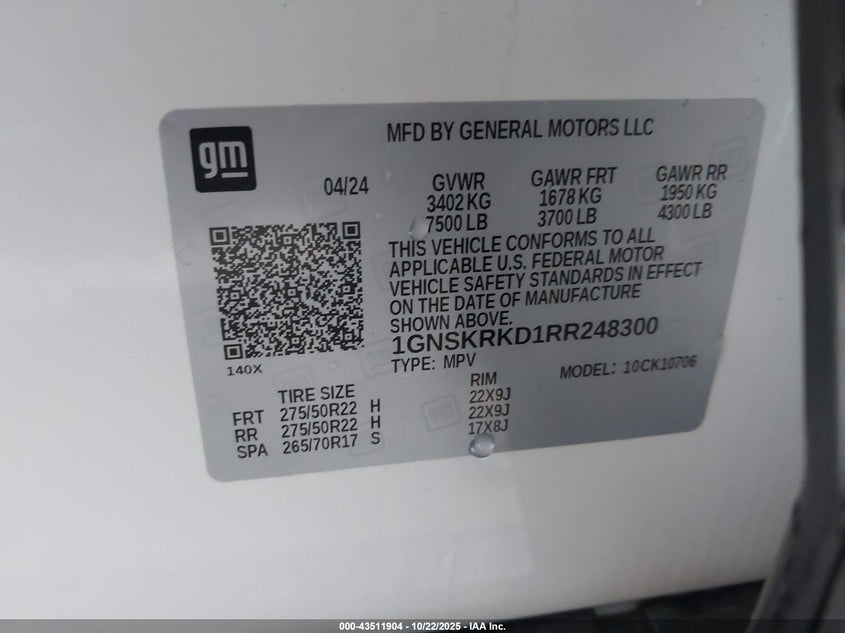 gm
MFD BY GENERAL MOTORS LLC
04/24
GVWR GAWR FRT GAWR RR
3402 KG 1678 KG 1950 KG
7500 LB 3700 LB 4300 LB
THIS VEHICLE CONFORMS TO ALL
APPLICABLE U.S. FEDERAL MOTOR
VEHICLE SAFETY STANDARDS IN EFFECT
ON THE DATE OF MANUFACTURE
SHOWN ABOVE.
1GNSKRKD1RR248300
TYPE: MPV MODEL: 10CK10706
140X
TIRE SIZE RIM
FRT 275/50R22 H 22X9J
RR 275/50R22 H 22X9J
SPA 265/70R17 S 17X8J
000-43511904 - 10/22/2025 - IAA Inc.